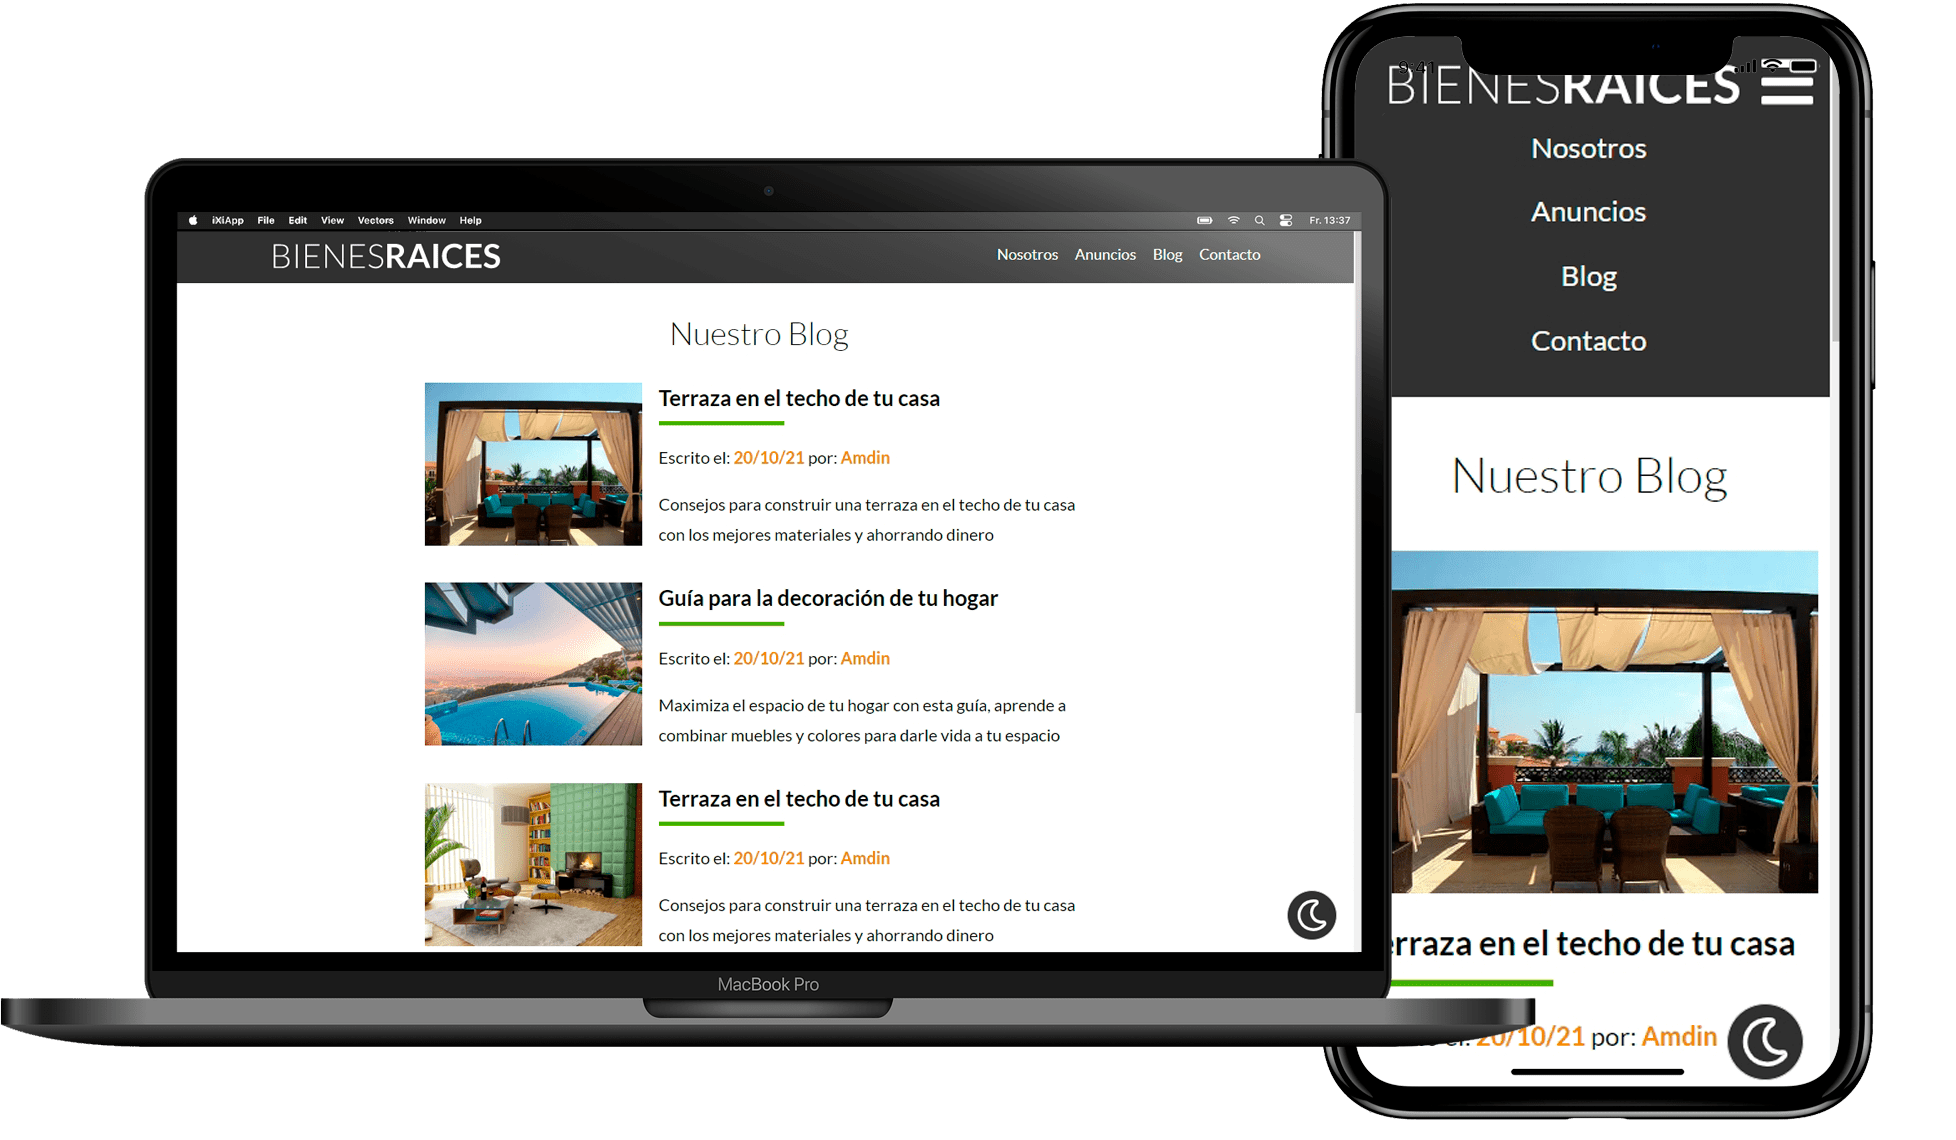 iXiApp File Edit View Vectors Window Help Fr. 13:37
BIENESRAICES
Nosotros Anuncios Blog Contacto
Nuestro Blog
Terraza en el techo de tu casa
Escrito el: 20/10/21 por: Amdin
Consejos para construir una terraza en el techo de tu casa
con los mejores materiales y ahorrando dinero
Guía para la decoración de tu hogar
Escrito el: 20/10/21 por: Amdin
Maximiza el espacio de tu hogar con esta guía, aprende a
combinar muebles y colores para darle vida a tu espacio
Terraza en el techo de tu casa
Escrito el: 20/10/21 por: Amdin
Consejos para construir una terraza en el techo de tu casa
con los mejores materiales y ahorrando dinero
MacBook Pro
9:41
BIENESRAICES
Nosotros
Anuncios
Blog
Contacto
Nuestro Blog
erraza en el techo de tu casa
el: 20/10/21 por: Amdin